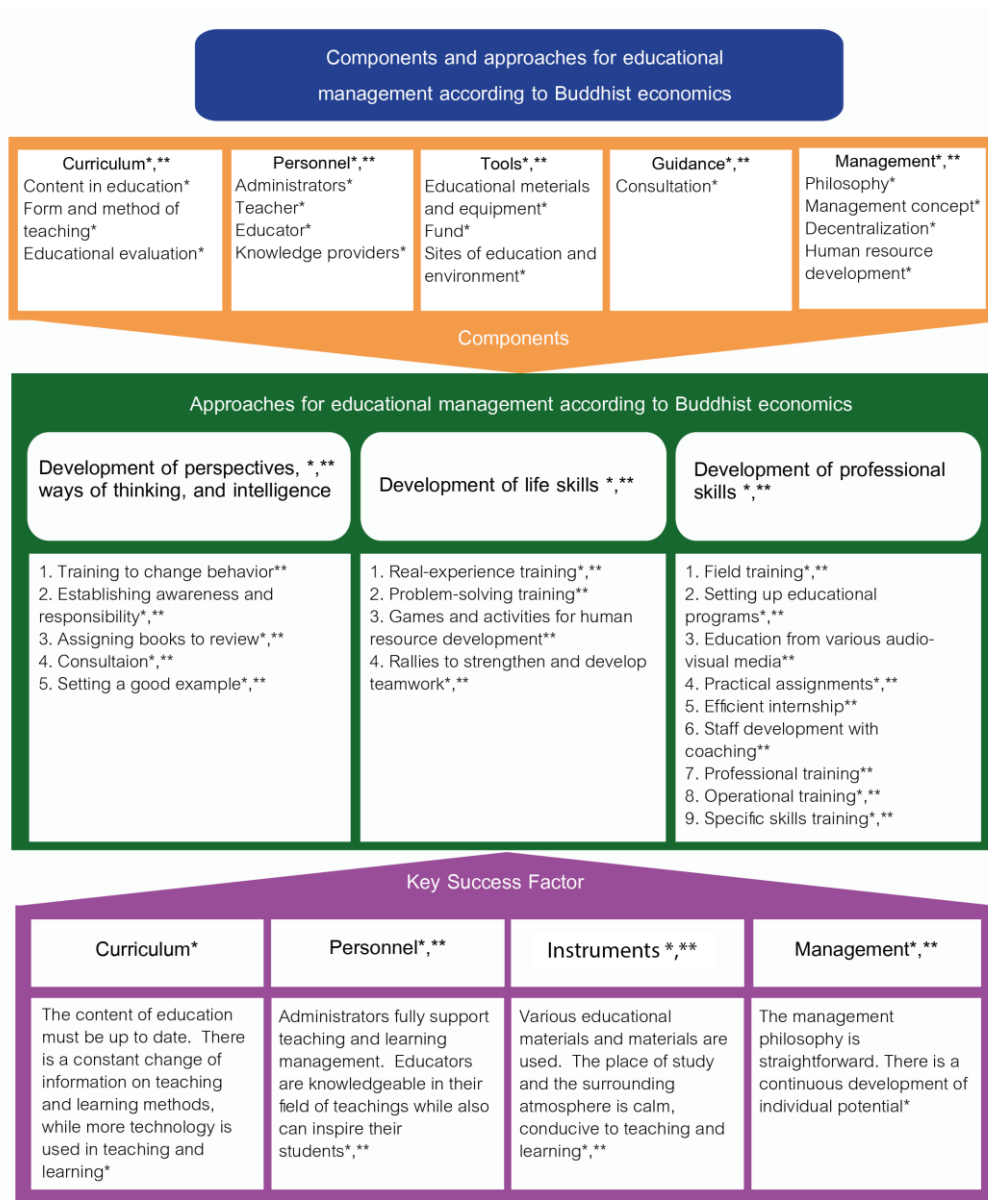 Components and approaches for educational
management according to Buddhist economics
Curriculum*,**
Content in education*
Form and method of
teaching*
Educational evaluation*
Personnel*,**
Administrators*
Teacher*
Educator*
Knowledge providers*
Tools*,**
Educational meterials
and equipment*
Fund*
Sites of education and
environment*
Guidance*,**
Consultation*
Management*,**
Philosophy*
Management concept*
Decentralization*
Human resource
development*
Components
Approaches for educational management according to Buddhist economics
Development of perspectives, *,**
ways of thinking, and intelligence
1. Training to change behavior**
2. Establishing awareness and
responsibility*,**
3. Assigning books to review*,**
4. Consultaion*,**
5. Setting a good example*,**
Development of life skills *,**
1. Real-experience training*,**
2. Problem-solving training**
3. Games and activities for human
resource development**
4. Rallies to strengthen and develop
teamwork*,**
Development of professional
skills *,**
1. Field training*,**
2. Setting up educational
programs*,**
3. Education from various audio-
visual media**
4. Practical assignments*,**
5. Efficient internship**
6. Staff development with
coaching**
7. Professional training**
8. Operational training*,**
9. Specific skills training*,**
Key Success Factor
Curriculum*
The content of education
must be up to date.  There
is a constant change of
information on teaching
and learning methods,
while more technology is
used in teaching and
learning*
Personnel*,**
Administrators fully support
teaching and learning
management.  Educators
are knowledgeable in their
field of teachings while also
can inspire their
students*,**
Instruments *,**
Various educational
materials and materials are
used.  The place of study
and the surrounding
atmosphere is calm,
conducive to teaching and
learning*,**
Management*,**
The management
philosophy is
straightforward. There is a
continuous development of
individual potential*